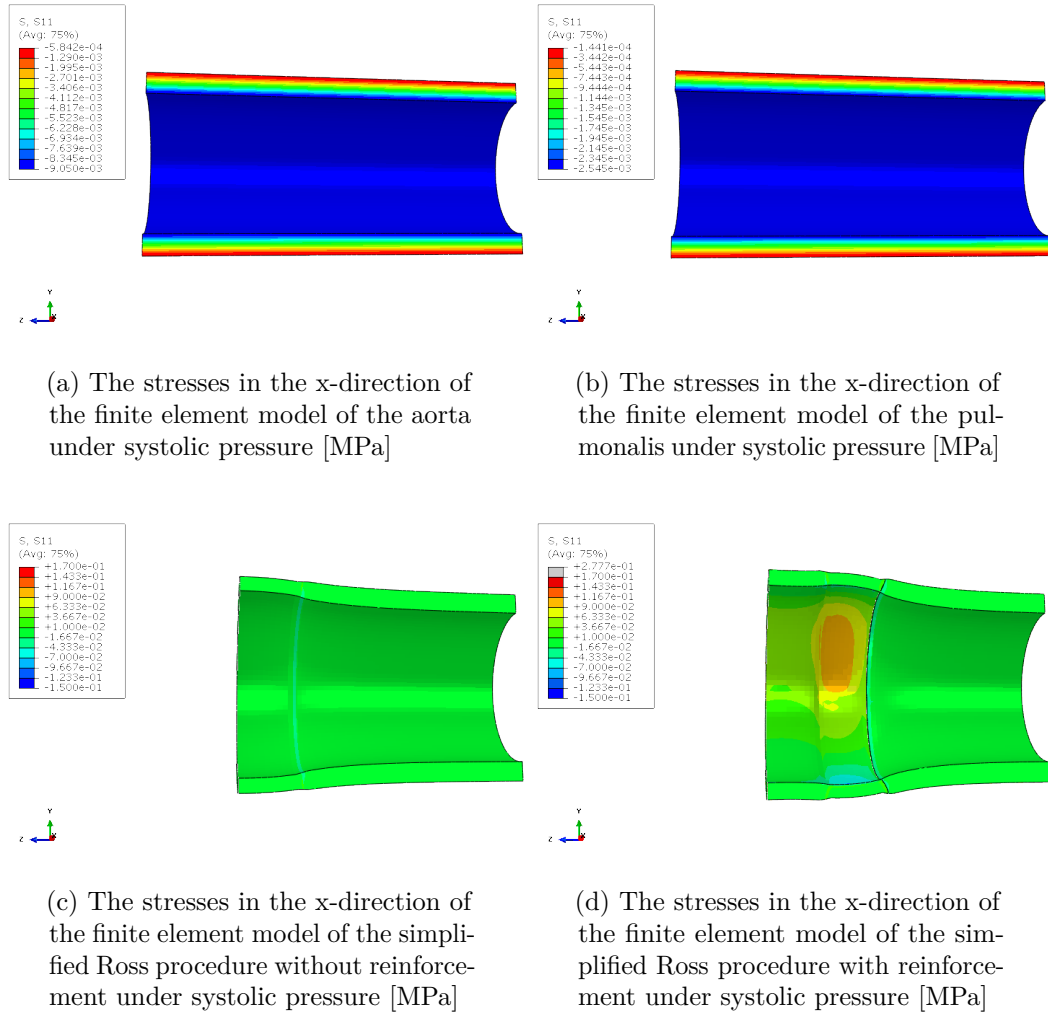 S, S11
(Avg: 75%)
-5.842e-04
-1.290e-03
-1.995e-03
-2.701e-03
-3.406e-03
-4.112e-03
-4.817e-03
-5.523e-03
-6.228e-03
-6.934e-03
-7.639e-03
-8.345e-03
-9.050e-03
Y
Z
X
(a) The stresses in the x-direction of
the finite element model of the aorta
under systolic pressure [MPa]
S, S11
(Avg: 75%)
-1.441e-04
-3.442e-04
-5.443e-04
-7.444e-04
-9.444e-04
-1.144e-03
-1.345e-03
-1.545e-03
-1.745e-03
-1.945e-03
-2.145e-03
-2.345e-03
-2.545e-03
Y
Z
X
(b) The stresses in the x-direction of
the finite element model of the pul-
monalis under systolic pressure [MPa]
S, S11
(Avg: 75%)
+1.700e-01
+1.433e-01
+1.167e-01
+9.000e-02
+6.333e-02
+3.667e-02
+1.000e-02
-1.667e-02
-4.333e-02
-7.000e-02
-9.667e-02
-1.233e-01
-1.500e-01
Y
Z
X
(c) The stresses in the x-direction of
the finite element model of the simpli-
fied Ross procedure without reinforce-
ment under systolic pressure [MPa]
S, S11
(Avg: 75%)
+2.777e-01
+1.700e-01
+1.433e-01
+1.167e-01
+9.000e-02
+6.333e-02
+3.667e-02
+1.000e-02
-1.667e-02
-4.333e-02
-7.000e-02
-9.667e-02
-1.233e-01
-1.500e-01
Y
Z
X
(d) The stresses in the x-direction of
the finite element model of the sim-
plified Ross procedure with reinforce-
ment under systolic pressure [MPa]